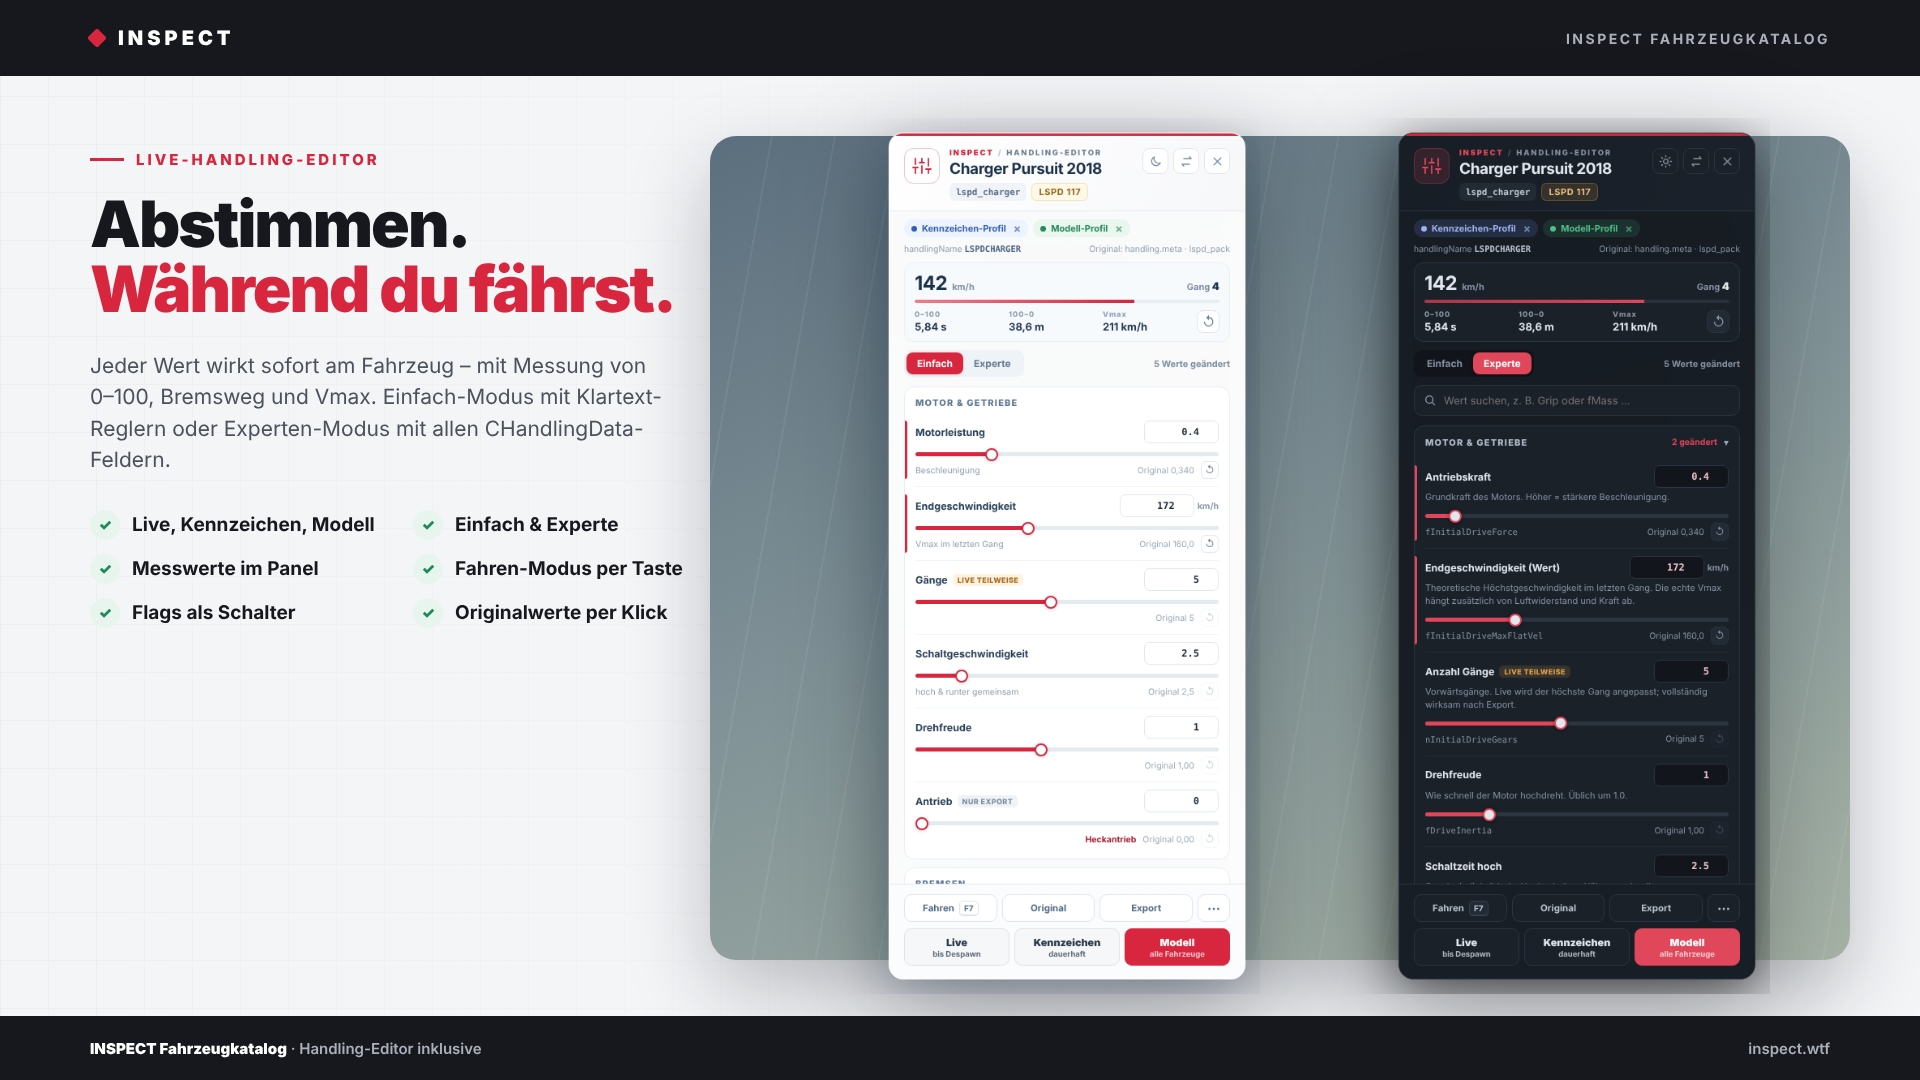 INSPECT
INSPECT FAHRZEUGKATALOG
LIVE-HANDLING-EDITOR
Abstimmen.
Während du fährst.
Jeder Wert wirkt sofort am Fahrzeug – mit Messung von
0–100, Bremsweg und Vmax. Einfach-Modus mit Klartext-
Reglern oder Experten-Modus mit allen CHandlingData-
Feldern.
Live, Kennzeichen, Modell
Einfach & Experte
Messwerte im Panel
Fahren-Modus per Taste
Flags als Schalter
Originalwerte per Klick
INSPECT / HANDLING-EDITOR
Charger Pursuit 2018
lspd_charger LSPD 117
Kennzeichen-Profil × Modell-Profil ×
handlingName LSPDCHARGER Original: handling.meta · lspd_pack
142 km/h Gang 4
0–100 100–0 Vmax
5,84 s 38,6 m 211 km/h
Einfach Experte 5 Werte geändert
MOTOR & GETRIEBE
Motorleistung 0.4
Beschleunigung Original 0,340
Endgeschwindigkeit 172 km/h
Vmax im letzten Gang Original 160,0
Gänge LIVE TEILWEISE 5
Original 5
Schaltgeschwindigkeit 2.5
hoch & runter gemeinsam Original 2,5
Drehfreude 1
Original 1,00
Antrieb NUR EXPORT 0
Heckantrieb Original 0,00
BREMSEN
Fahren F7 Original Export ···
Live Kennzeichen Modell
bis Despawn dauerhaft alle Fahrzeuge
INSPECT / HANDLING-EDITOR
Charger Pursuit 2018
lspd_charger LSPD 117
Kennzeichen-Profil × Modell-Profil ×
handlingName LSPDCHARGER Original: handling.meta · lspd_pack
142 km/h Gang 4
0–100 100–0 Vmax
5,84 s 38,6 m 211 km/h
Einfach Experte 5 Werte geändert
Wert suchen, z. B. Grip oder fMass ...
MOTOR & GETRIEBE 2 geändert
Antriebskraft 0.4
Grundkraft des Motors. Höher = stärkere Beschleunigung.
fInitialDriveForce Original 0,340
Endgeschwindigkeit (Wert) 172 km/h
Theoretische Höchstgeschwindigkeit im letzten Gang. Die echte Vmax
hängt zusätzlich von Luftwiderstand und Kraft ab.
fInitialDriveMaxFlatVel Original 160,0
Anzahl Gänge LIVE TEILWEISE 5
Vorwärtsgänge. Live wird der höchste Gang angepasst; vollständig
wirksam nach Export.
nInitialDriveGears Original 5
Drehfreude 1
Wie schnell der Motor hochdreht. Üblich um 1.0.
fDriveInertia Original 1,00
Schaltzeit hoch 2.5
Fahren F7 Original Export ···
Live Kennzeichen Modell
bis Despawn dauerhaft alle Fahrzeuge
INSPECT Fahrzeugkatalog · Handling-Editor inklusive
inspect.wtf